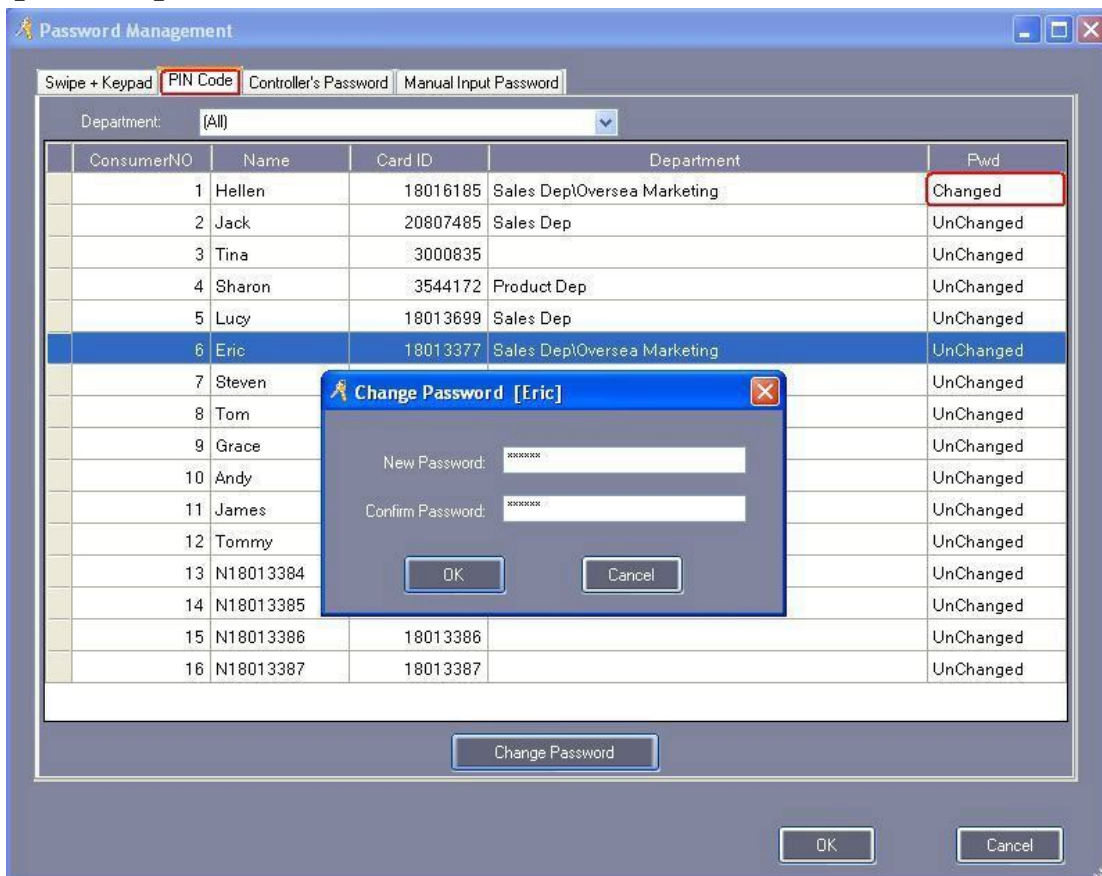 Password Management
Swipe + Keypad PIN Code Controller's Password Manual Input Password
Department: (All)
ConsumerNO Name Card ID Department Pwd
1 Hellen 18016185 Sales Dep\Oversea Marketing Changed
2 Jack 20807485 Sales Dep UnChanged
3 Tina 3000835 UnChanged
4 Sharon 3544172 Product Dep UnChanged
5 Lucy 18013699 Sales Dep UnChanged
6 Eric 18013377 Sales Dep\Oversea Marketing UnChanged
7 Steven UnChanged
8 Tom UnChanged
9 Grace UnChanged
10 Andy UnChanged
11 James UnChanged
12 Tommy UnChanged
13 N18013384 UnChanged
14 N18013385 UnChanged
15 N18013386 18013386 UnChanged
16 N18013387 18013387 UnChanged
Change Password [Eric]
New Password: ******
Confirm Password: ******
OK Cancel
Change Password
OK Cancel